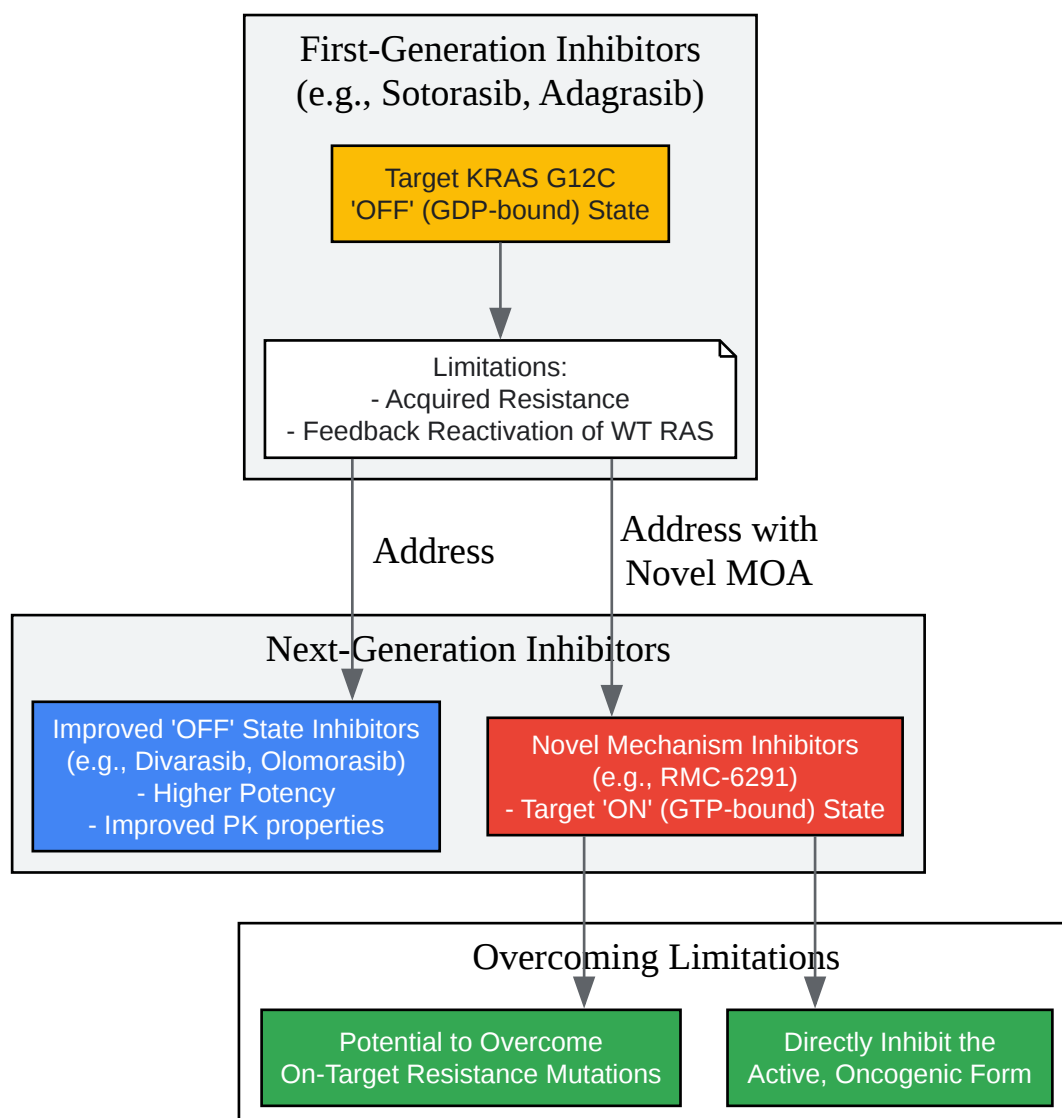 First-Generation Inhibitors
(e.g., Sotorasib, Adagrasib)
Target KRAS G12C
'OFF' (GDP-bound) State
Limitations:
- Acquired Resistance
- Feedback Reactivation of WT RAS
Address
Address with
Novel MOA
Next-Generation Inhibitors
Improved 'OFF' State Inhibitors
(e.g., Divarasib, Olomorasib)
- Higher Potency
- Improved PK properties
Novel Mechanism Inhibitors
(e.g., RMC-6291)
- Target 'ON' (GTP-bound) State
Overcoming Limitations
Potential to Overcome
On-Target Resistance Mutations
Directly Inhibit the
Active, Oncogenic Form